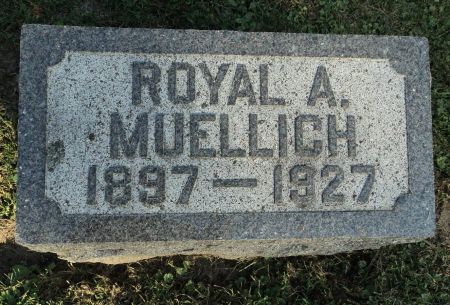 ROYAL A.
MUELLICH
1897 — 1927